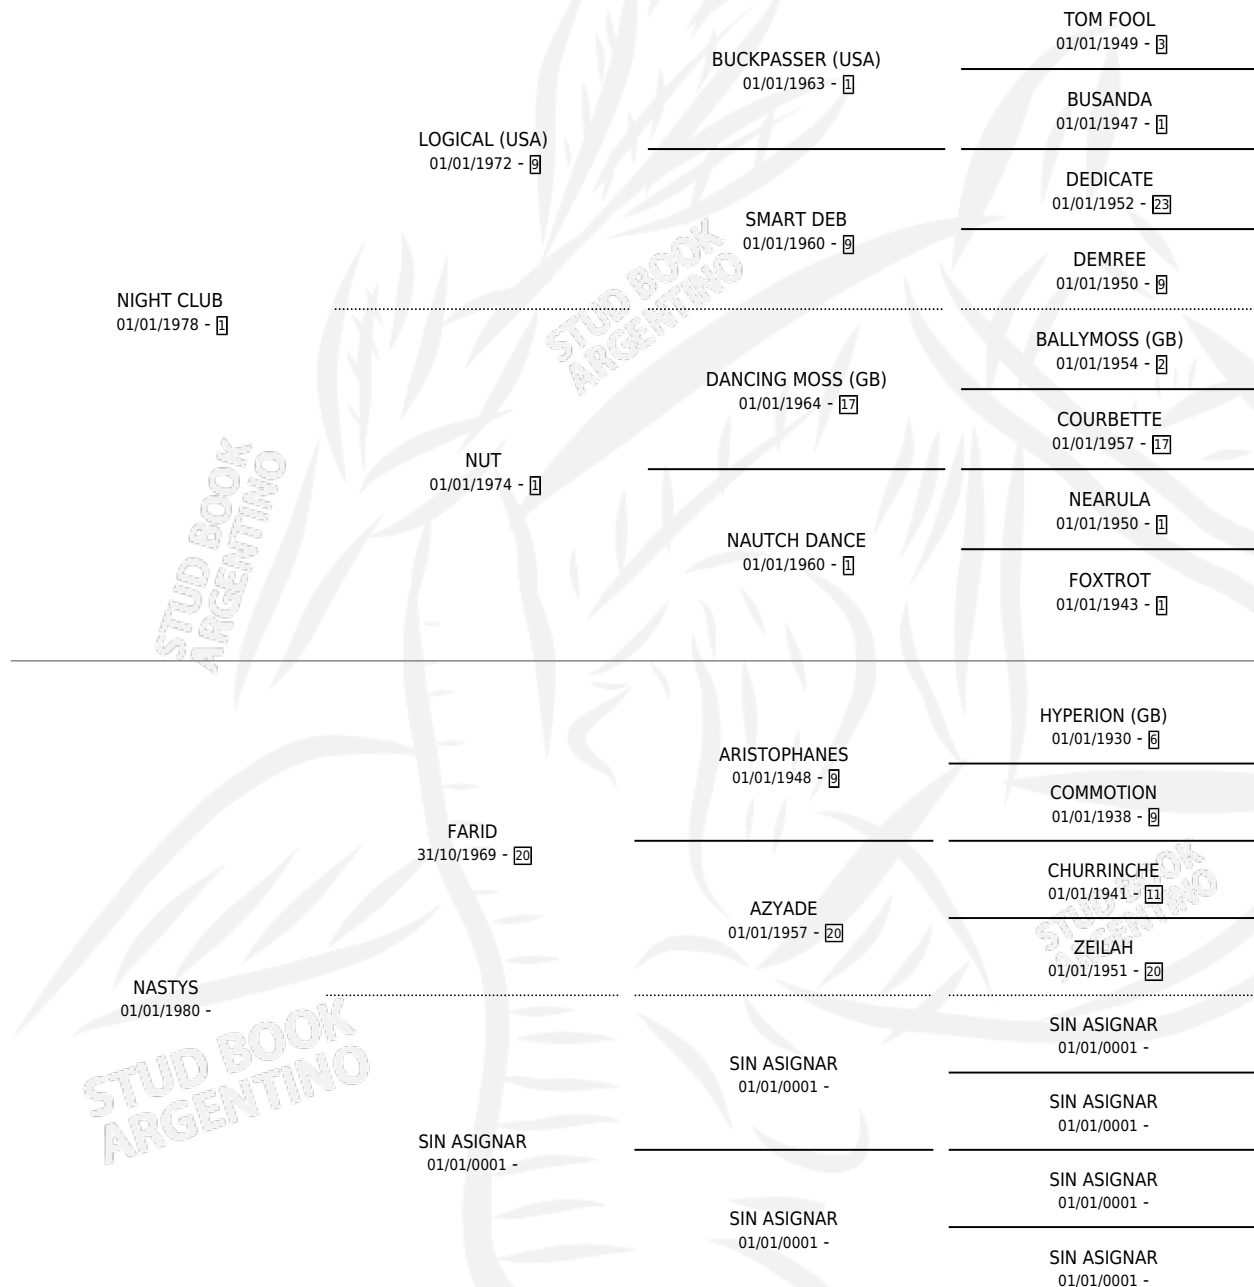 TOM FOOL
01/01/1949 - 3
BUCKPASSER (USA)
01/01/1963 - 1
BUSANDA
01/01/1947 - 1
LOGICAL (USA)
01/01/1972 - 9
DEDICATE
01/01/1952 - 23
SMART DEB
01/01/1960 - 9
DEMREE
01/01/1950 - 9
NIGHT CLUB
01/01/1978 - 1
BALLYMOSS (GB)
01/01/1954 - 2
DANCING MOSS (GB)
01/01/1964 - 17
COURBETTE
01/01/1957 - 17
NUT
01/01/1974 - 1
NEARULA
01/01/1950 - 1
NAUTCH DANCE
01/01/1960 - 1
FOXTROT
01/01/1943 - 1
HYPERION (GB)
01/01/1930 - 6
ARISTOPHANES
01/01/1948 - 9
COMMOTION
01/01/1938 - 9
FARID
31/10/1969 - 20
CHURRINCHE
01/01/1941 - 11
AZYADE
01/01/1957 - 20
ZEILAH
01/01/1951 - 20
NASTYS
01/01/1980 -
SIN ASIGNAR
01/01/0001 -
SIN ASIGNAR
01/01/0001 -
SIN ASIGNAR
01/01/0001 -
SIN ASIGNAR
01/01/0001 -
SIN ASIGNAR
01/01/0001 -
SIN ASIGNAR
01/01/0001 -
SIN ASIGNAR
01/01/0001 -
STUD BOOK
ARGENTINO
STUD BOOK
ARGENTINO
STUD BOOK
ARGENTINO
STUD BOOK
ARGENTINO